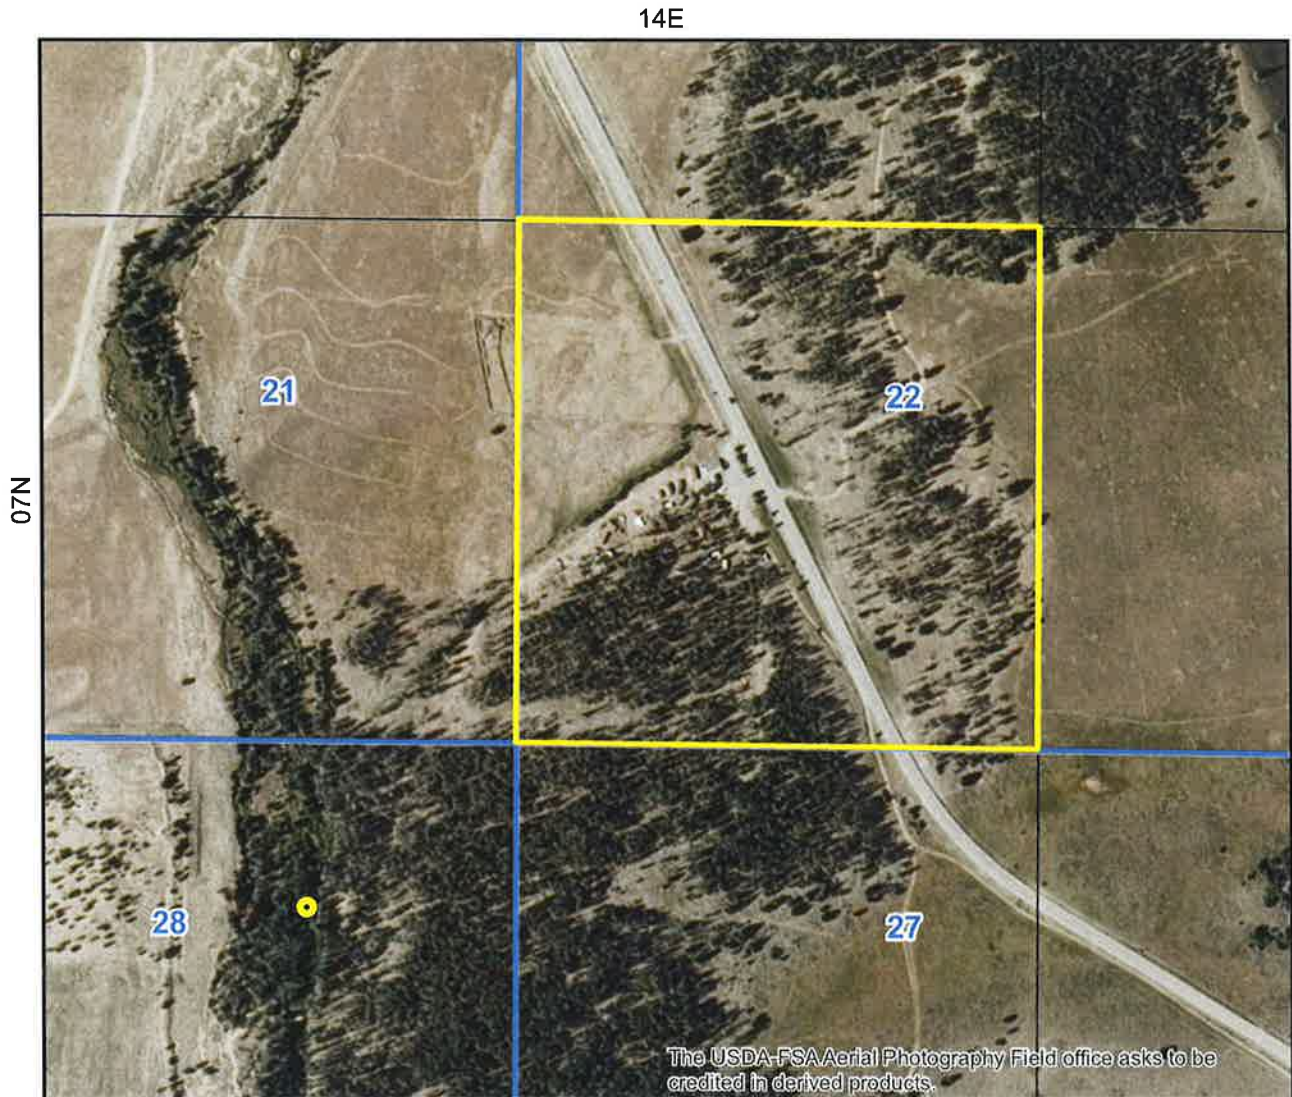 14E
07N
21
22
28
27
The USDA-FSA Aerial Photography Field office asks to be
credited in derived products.